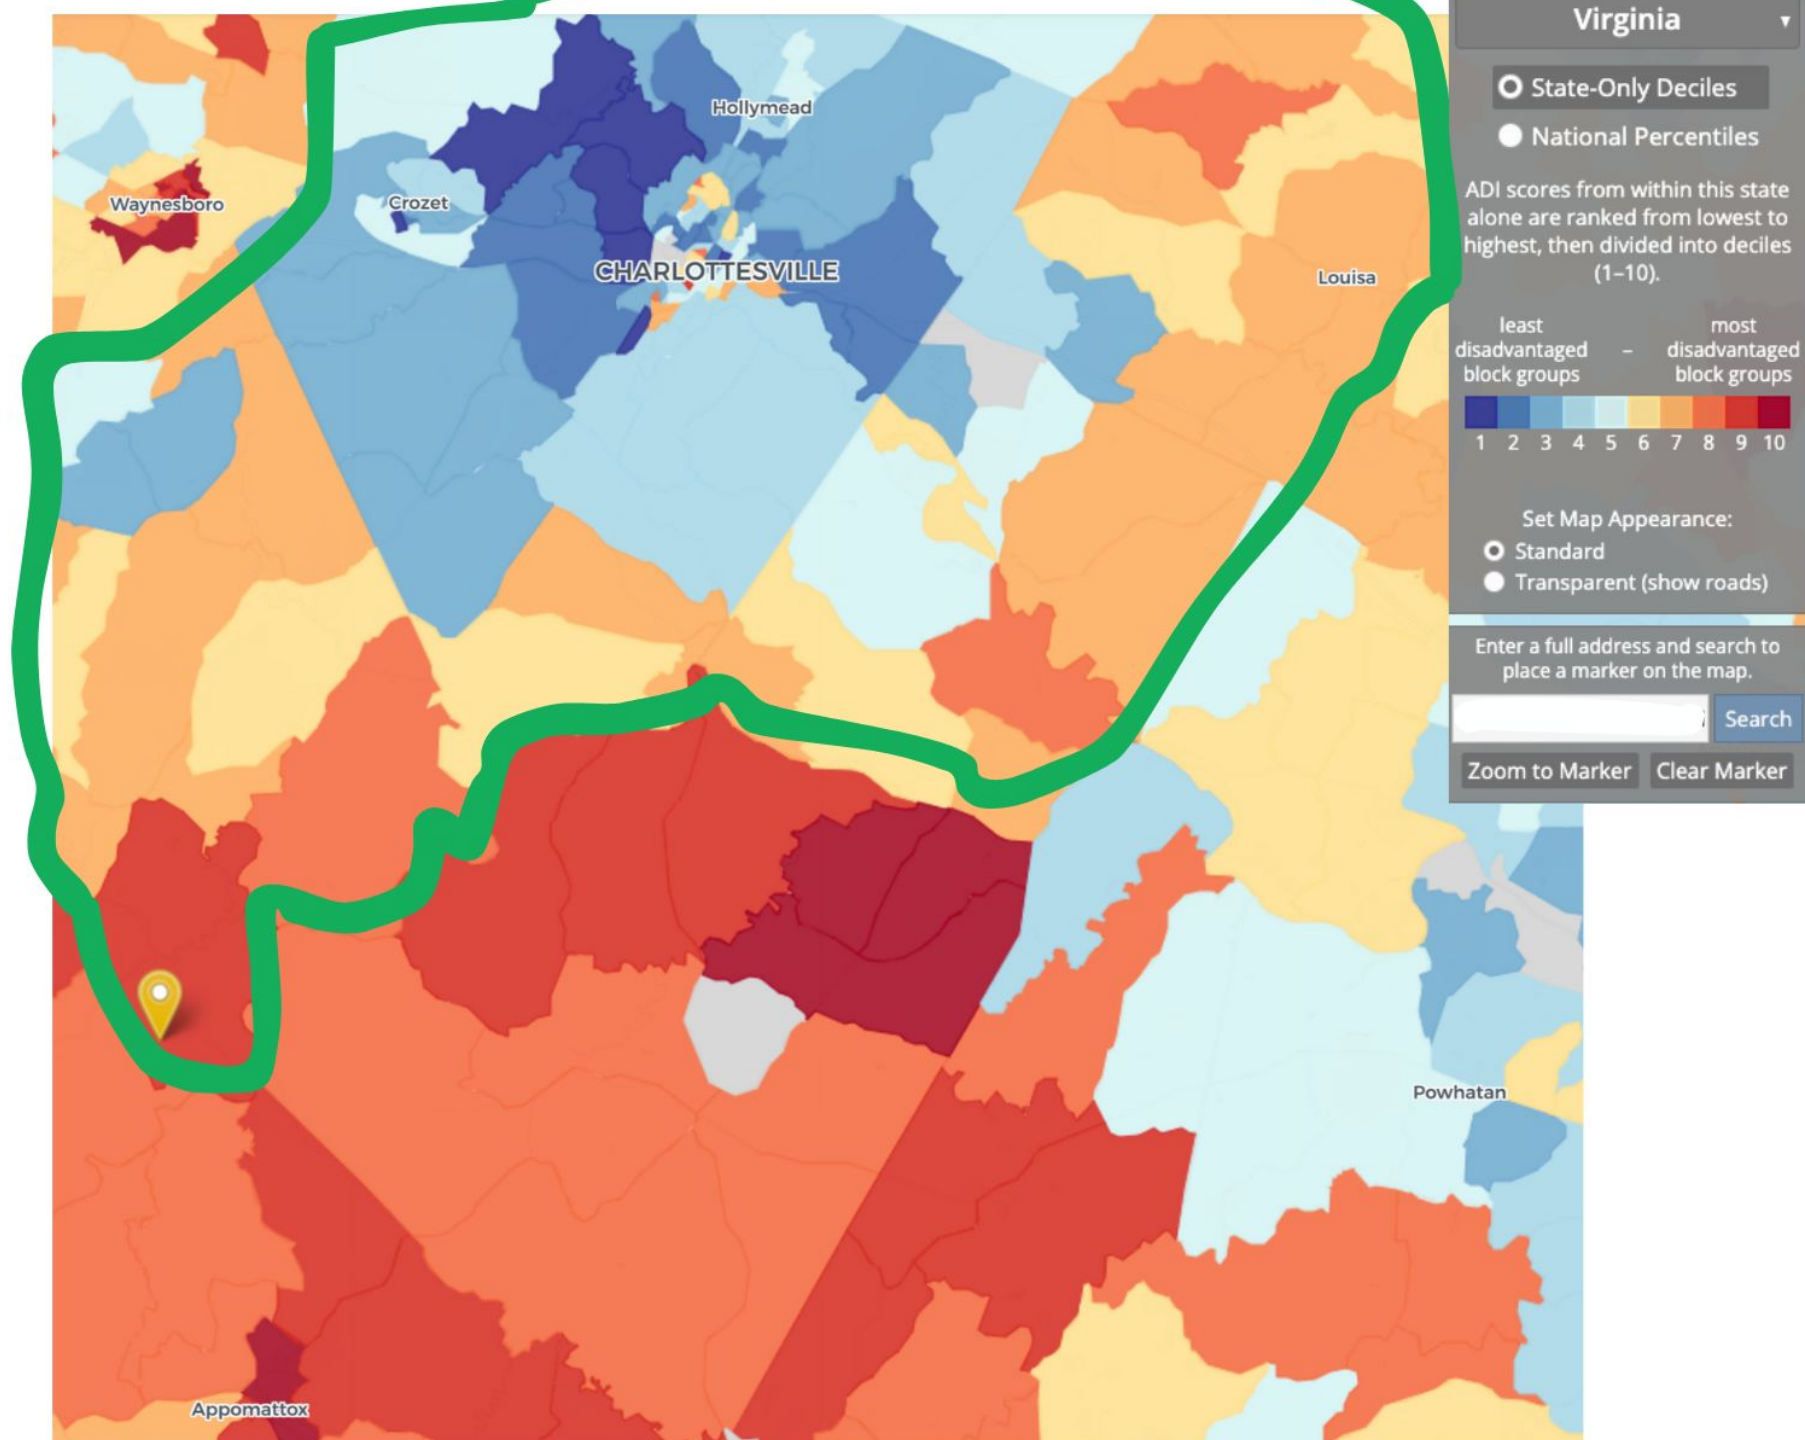 Hollymead
Waynesboro
Crozet
CHARLOTTESVILLE
Louisa
Powhatan
Appomattox
Virginia ▾
State-Only Deciles
National Percentiles
ADI scores from within this state
alone are ranked from lowest to
highest, then divided into deciles
(1–10).
least most
disadvantaged – disadvantaged
block groups block groups
1 2 3 4 5 6 7 8 9 10
Set Map Appearance:
Standard
Transparent (show roads)
Enter a full address and search to
place a marker on the map.
Search
Zoom to Marker Clear Marker